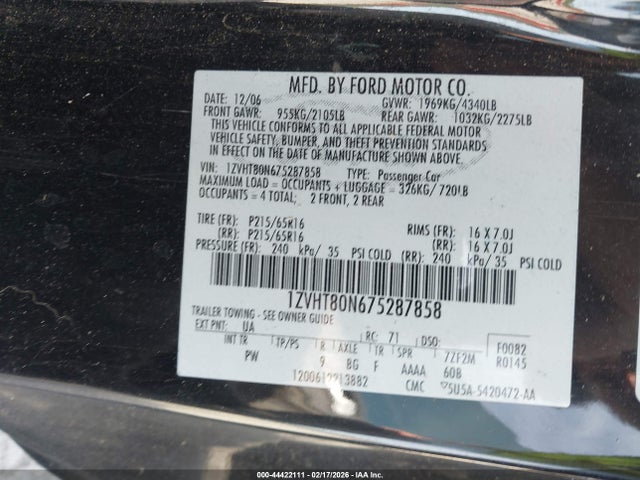 MFD. BY FORD MOTOR CO.
DATE: 12/06 GVWR: 1969KG/4340LB
FRONT GAWR: 955KG/2105LB REAR GAWR: 1032KG/2275LB
THIS VEHICLE CONFORMS TO ALL APPLICABLE FEDERAL MOTOR
VEHICLE SAFETY, BUMPER, AND THEFT PREVENTION STANDARDS
IN EFFECT ON THE DATE OF MANUFACTURE SHOWN ABOVE.
VIN: 1ZVHT80N675287858 TYPE: Passenger Car
MAXIMUM LOAD = OCCUPANTS + LUGGAGE = 326KG/720LB
OCCUPANTS = 4 TOTAL; 2 FRONT, 2 REAR
TIRE (FR): P215/65R16 RIMS (FR): 16 X 7.0J
(RR): P215/65R16 (RR): 16 X 7.0J
PRESSURE (FR): 240 kPa/ 35 PSI COLD (RR): 240 kPa/ 35 PSI COLD
1ZVHT80N675287858
TRAILER TOWING - SEE OWNER GUIDE
EXT PNT: UA RC: 71 DSO: F0082
INT TR TP/PS R AXLE TR SPR 7ZF2M R0145
PW 9 BG F AAAA 60B
CMC 5U5A-5420472-AA
000-44422111 - 02/17/2026 - IAA Inc.